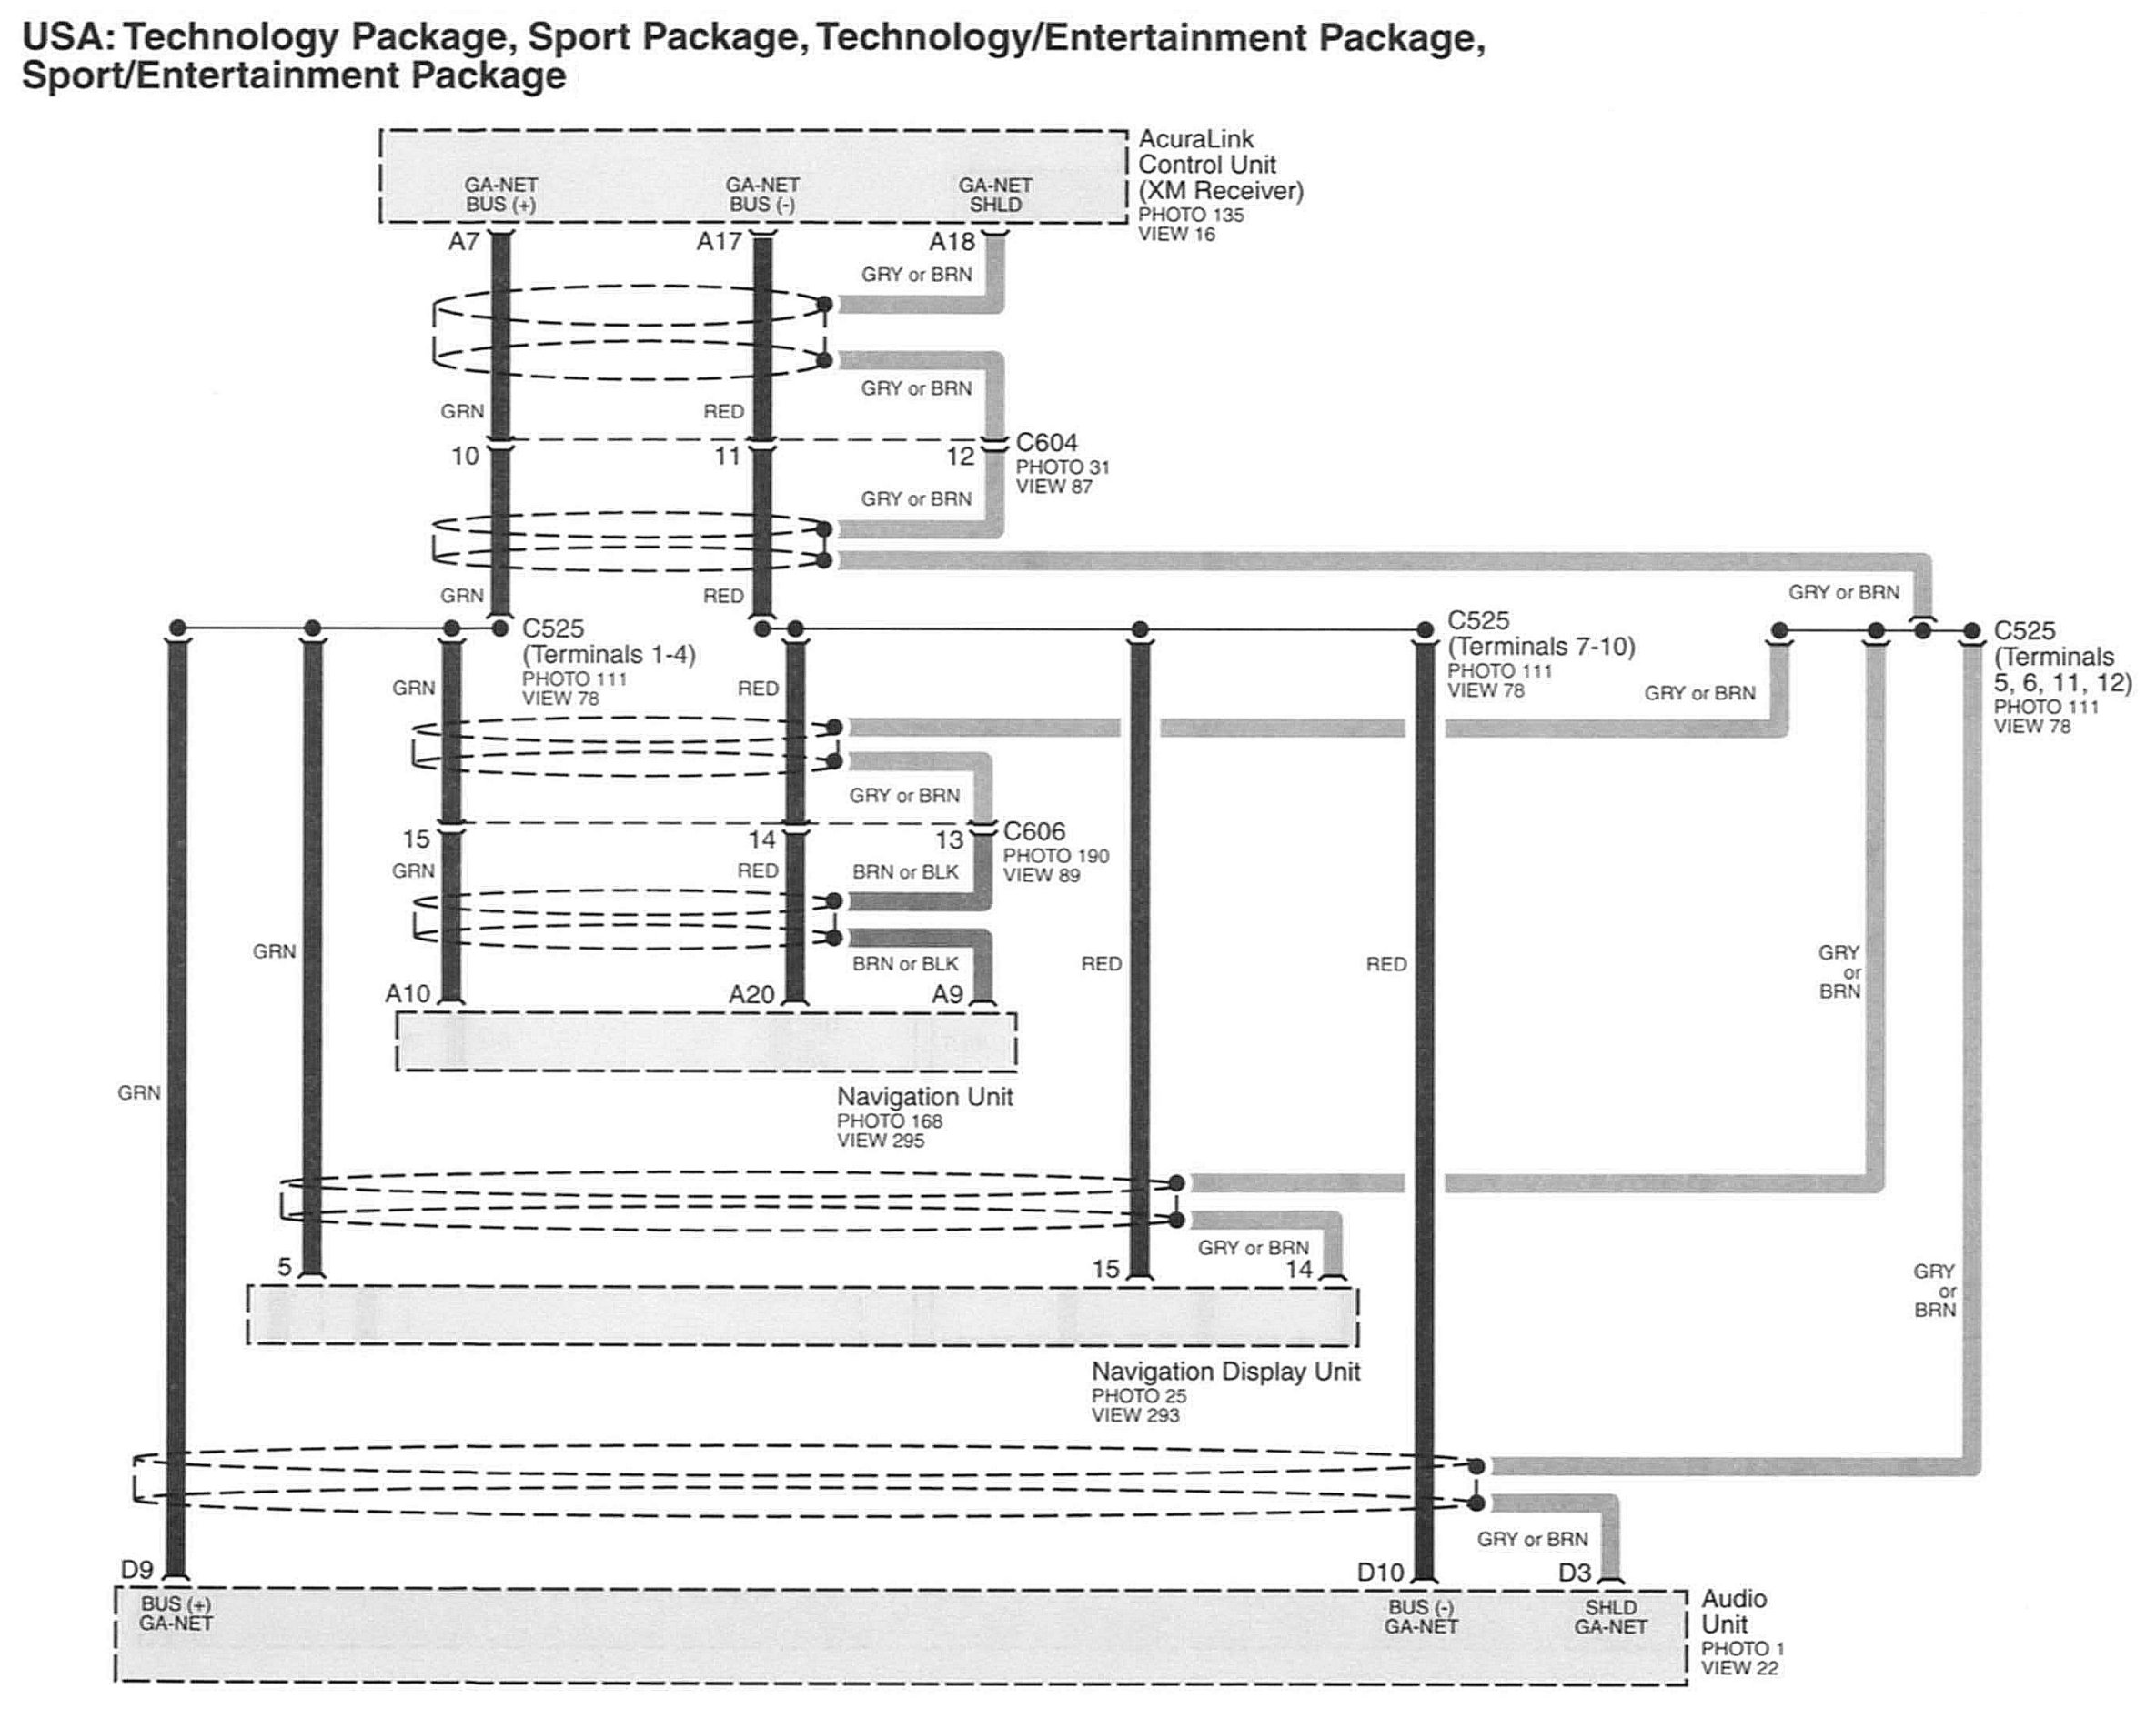 USA: Technology Package, Sport Package, Technology/Entertainment Package,
Sport/Entertainment Package
AcuraLink
Control Unit
(XM Receiver)
PHOTO 135
VIEW 16
GA-NET
BUS (+)
GA-NET
BUS (-)
GA-NET
SHLD
A7
A17
A18
GRY or BRN
GRY or BRN
GRN
RED
10
11
12
C604
PHOTO 31
VIEW 87
GRY or BRN
GRN
RED
GRY or BRN
C525
(Terminals 1-4)
PHOTO 111
VIEW 78
C525
(Terminals 7-10)
PHOTO 111
VIEW 78
C525
(Terminals
5, 6, 11, 12)
PHOTO 111
VIEW 78
GRN
RED
GRY or BRN
GRY or BRN
15
14
13
C606
PHOTO 190
VIEW 89
GRN
RED
BRN or BLK
GRN
BRN or BLK
RED
RED
GRY
or
BRN
A10
A20
A9
Navigation Unit
PHOTO 168
VIEW 295
GRN
GRY or BRN
5
15
14
GRY
or
BRN
Navigation Display Unit
PHOTO 25
VIEW 293
GRY or BRN
D9
D10
D3
BUS (+)
GA-NET
BUS (-)
GA-NET
SHLD
GA-NET
Audio
Unit
PHOTO 1
VIEW 22